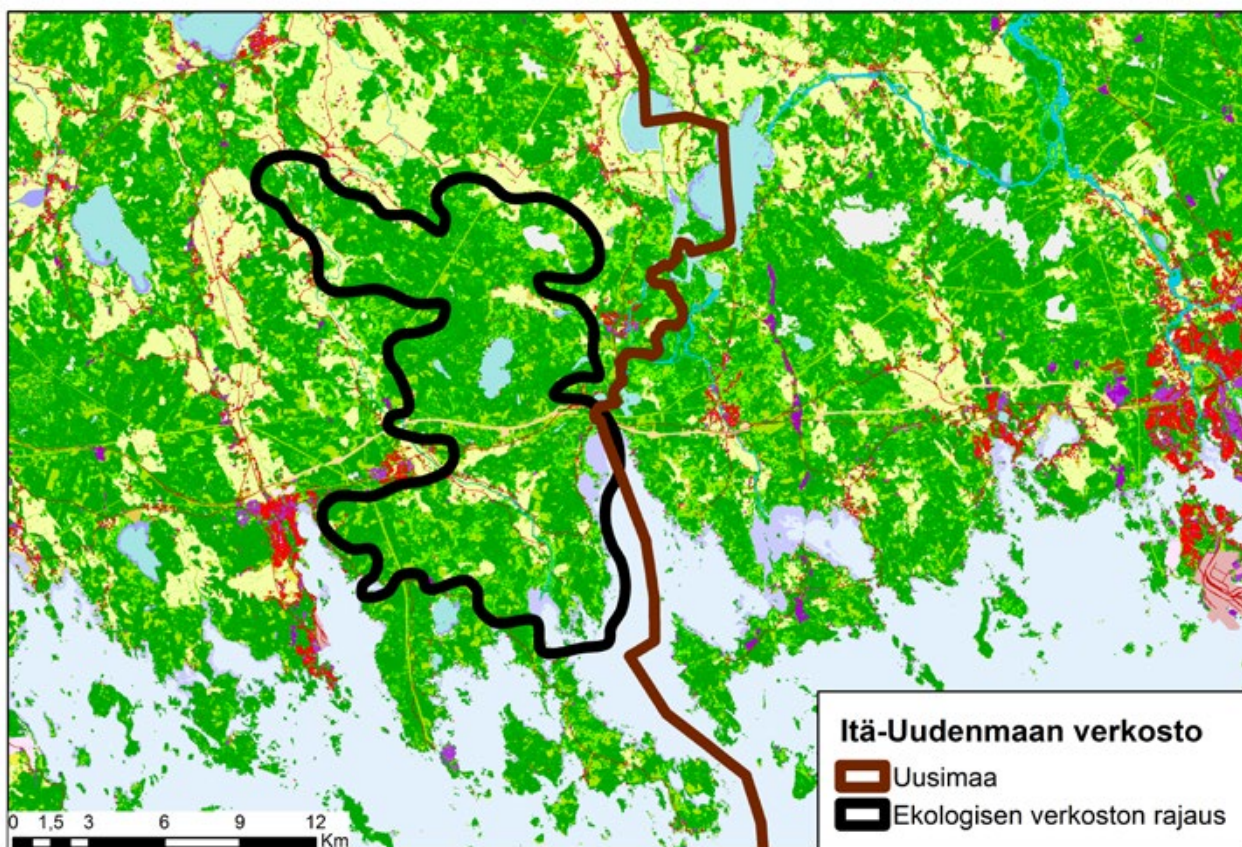 Itä-Uudenmaan verkosto
Uusimaa
Ekologisen verkoston rajaus
0 1,5 3 6 9 12
Km